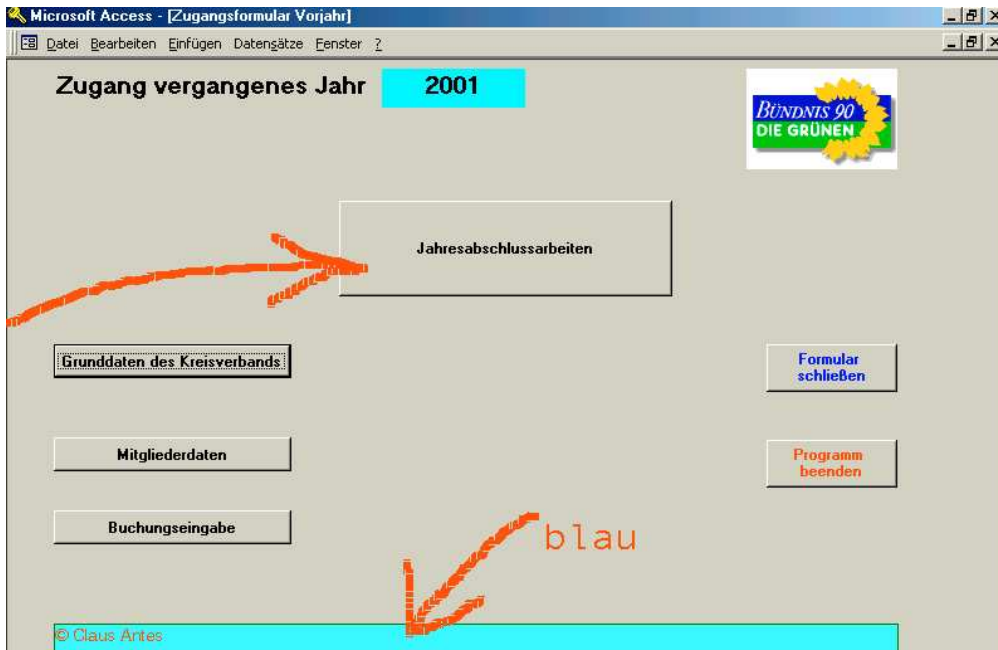 Microsoft Access - [Zugangsformular Vorjahr]
Datei Bearbeiten Einfügen Datensätze Fenster ?
Zugang vergangenes Jahr 2001
BÜNDNIS 90
DIE GRÜNEN
Jahresabschlussarbeiten
Grunddaten des Kreisverbands
Formular
schließen
Mitgliederdaten
Programm
beenden
Buchungseingabe
blau
© Claus Antes